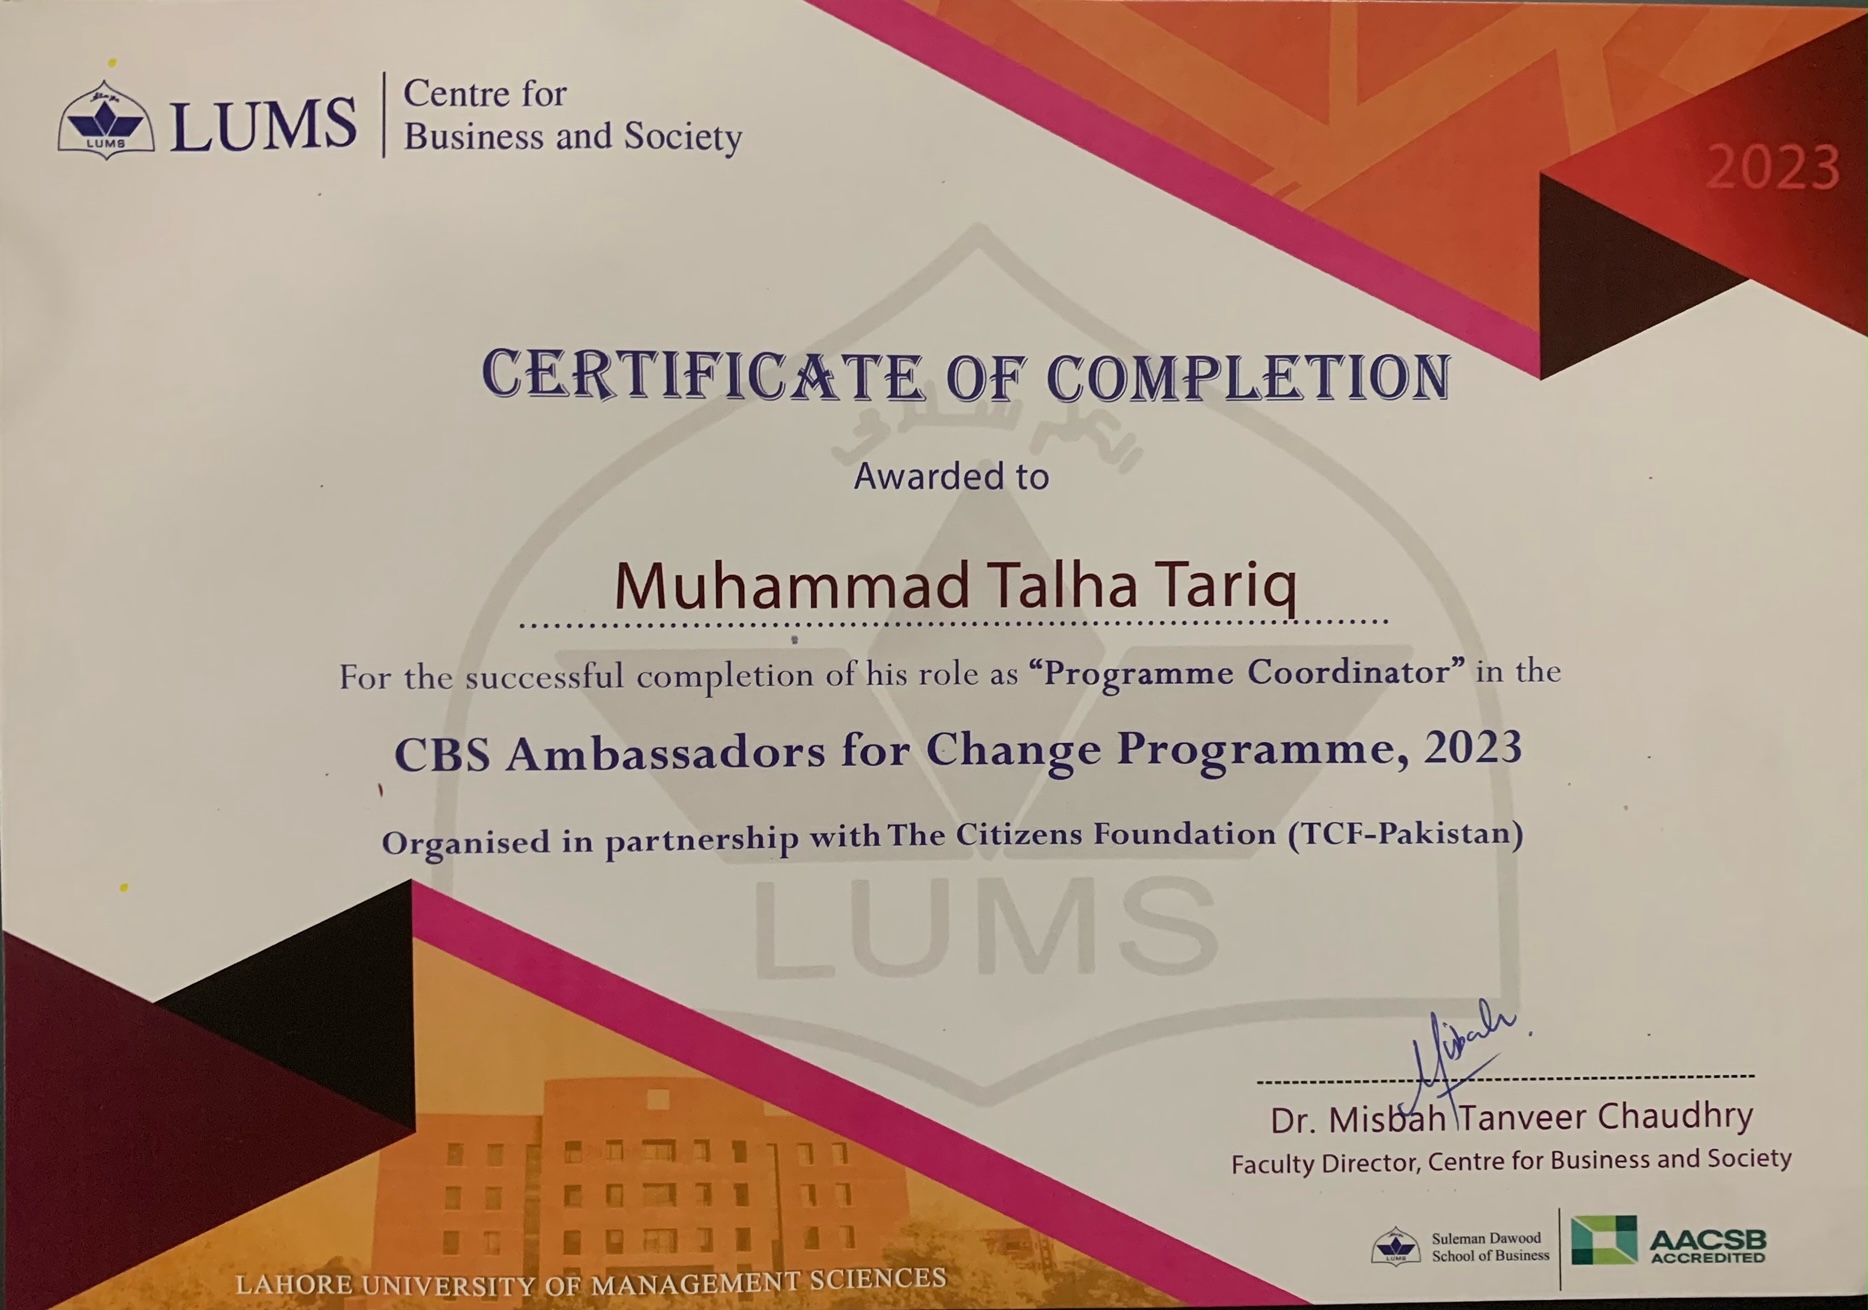 LUMS
LUMS
Centre for
Business and Society
2023
CERTIFICATE OF COMPLETION
Awarded to
Muhammad Talha Tariq
For the successful completion of his role as “Programme Coordinator” in the
CBS Ambassadors for Change Programme, 2023
Organised in partnership with The Citizens Foundation (TCF-Pakistan)
LUMS
Misbah
Dr. Misbah Tanveer Chaudhry
Faculty Director, Centre for Business and Society
LUMS
Suleman Dawood
School of Business
AACSB
ACCREDITED
LAHORE UNIVERSITY OF MANAGEMENT SCIENCES